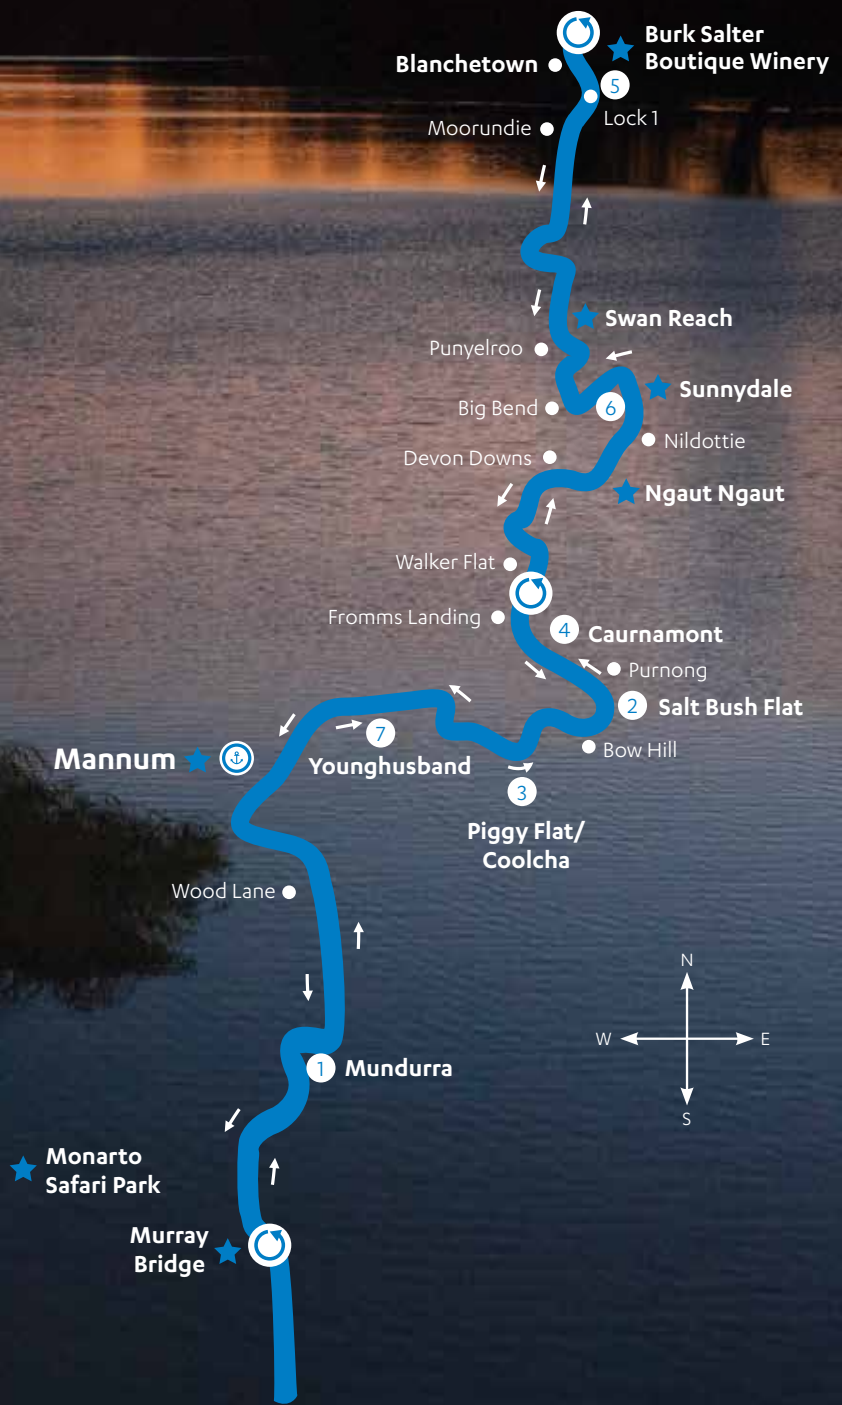 Burk Salter
Boutique Winery
Blanchetown
5
Lock 1
Moorundie
Swan Reach
Punyelroo
Sunnydale
Big Bend
6
Nildottie
Devon Downs
Ngaut Ngaut
Walker Flat
Fromms Landing
4 Caurnamont
Purnong
2 Salt Bush Flat
7
Younghusband
Bow Hill
Mannum
3
Piggy Flat/
Coolcha
Wood Lane
N
W E
S
1 Mundurra
Monarto
Safari Park
Murray
Bridge